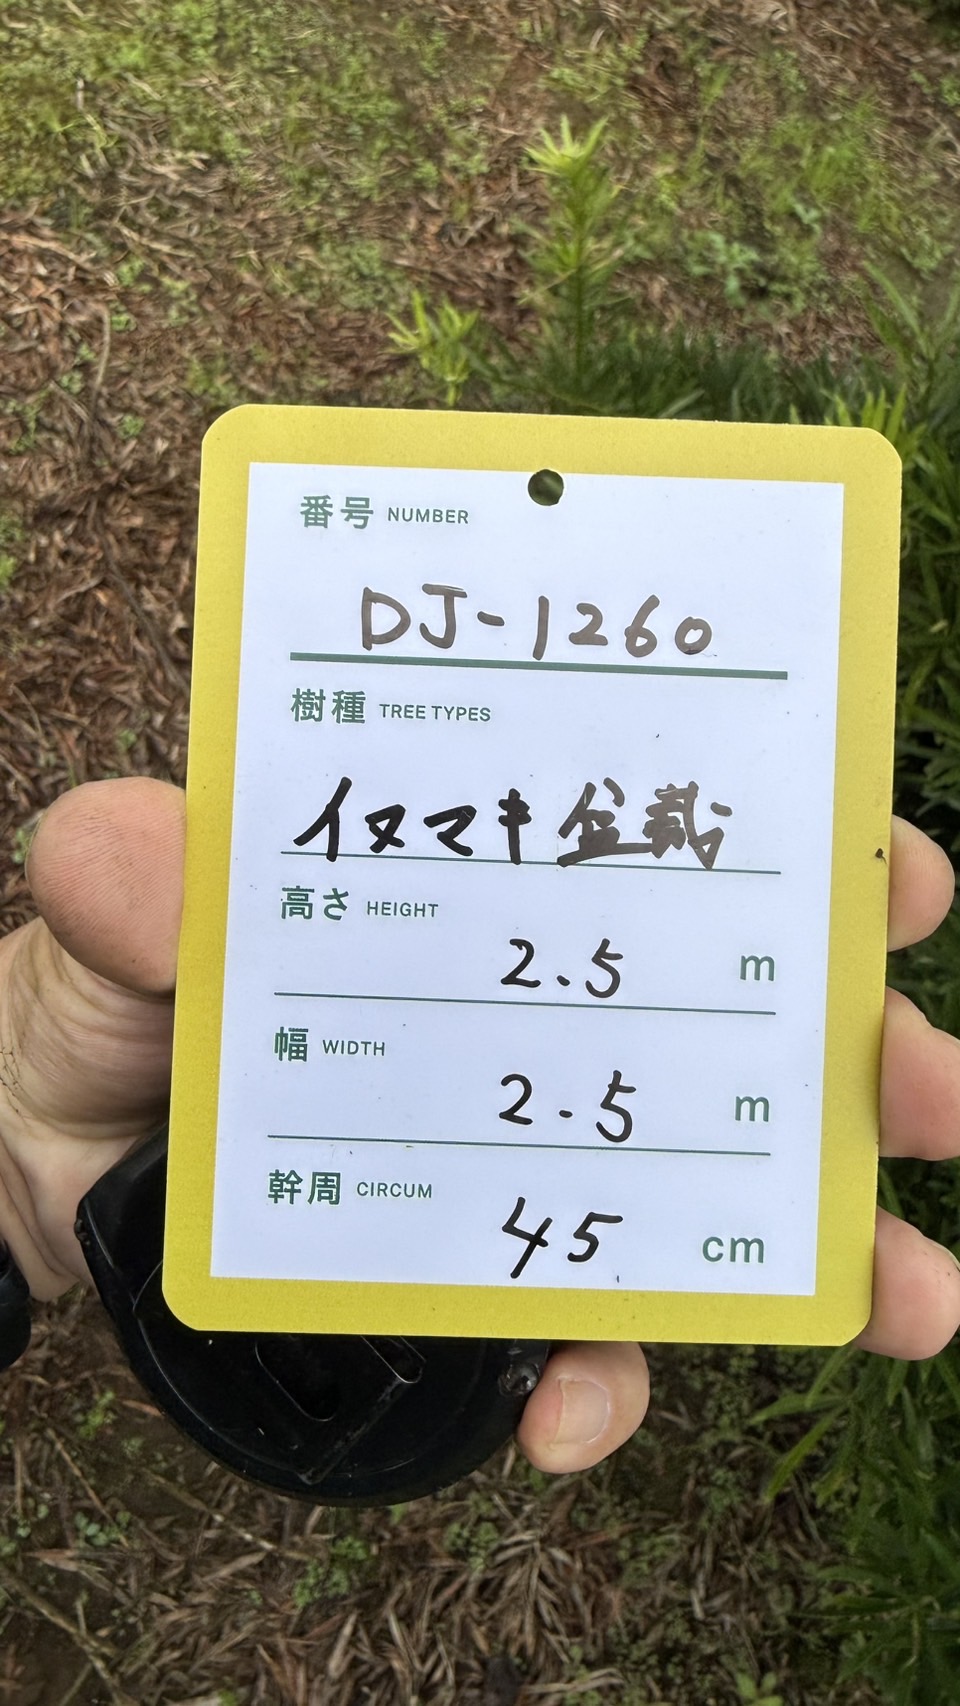 番号 NUMBER
DJ-1260
樹種 TREE TYPES
イヌマキ盆栽
高さ HEIGHT
2.5 m
幅 WIDTH
2.5 m
幹周 CIRCUM
45 cm